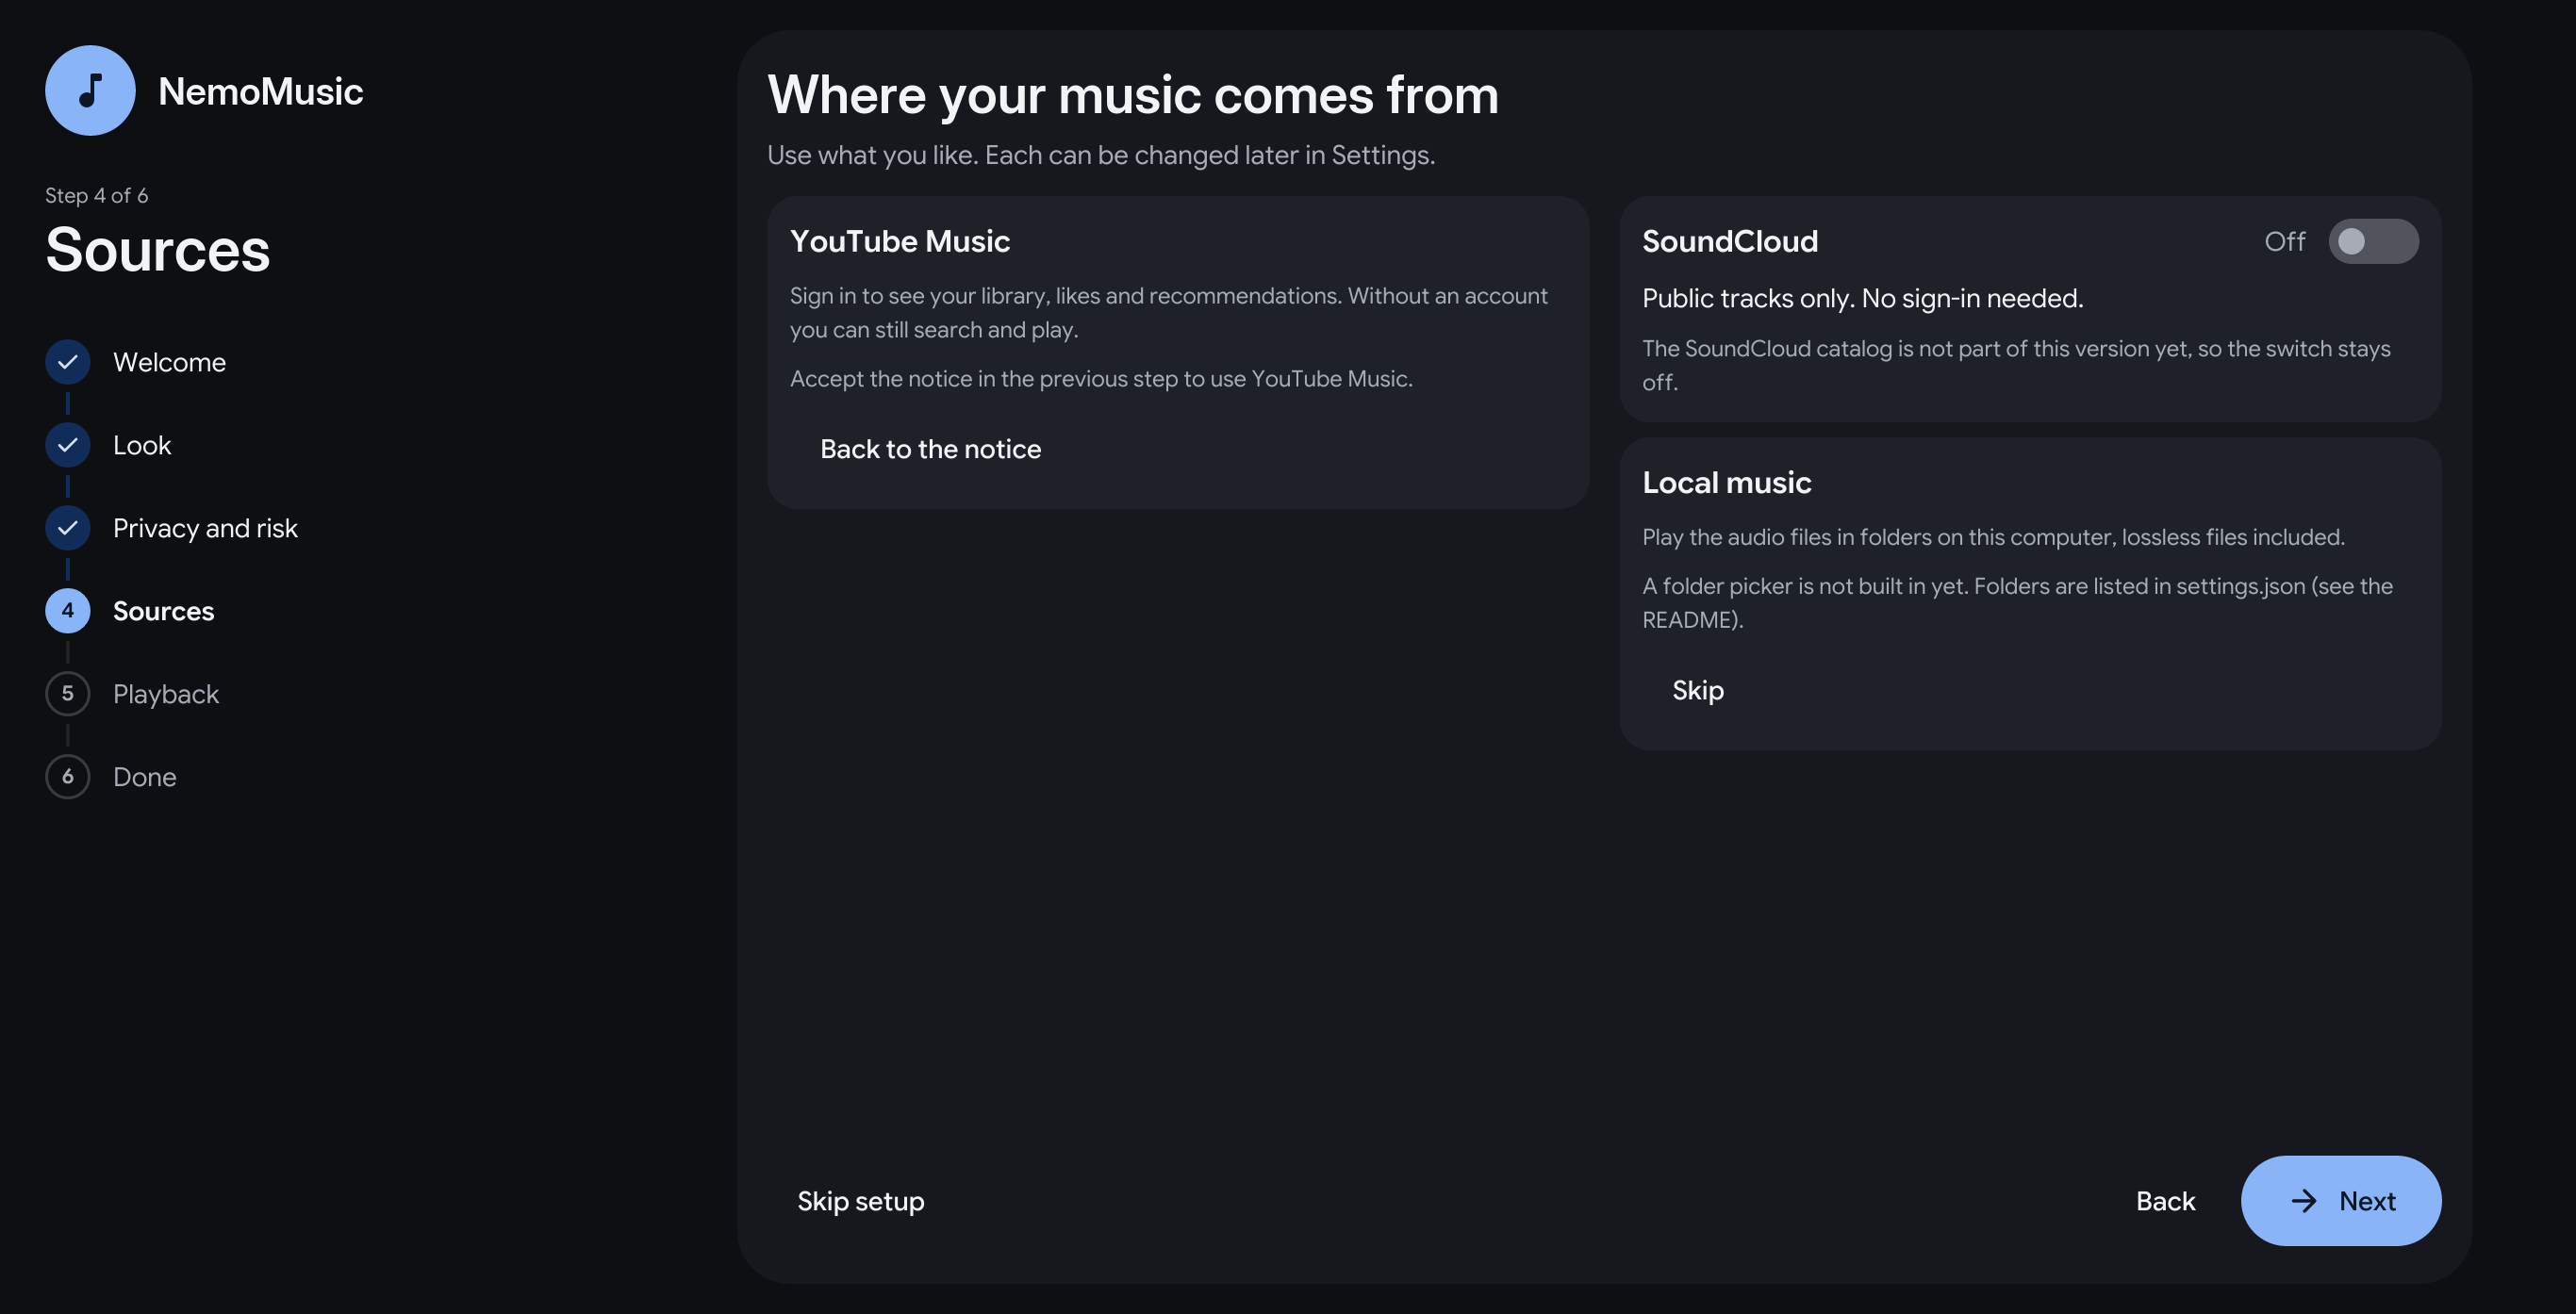 NemoMusic
Step 4 of 6
Sources
Welcome
Look
Privacy and risk
4 Sources
5 Playback
6 Done
Where your music comes from
Use what you like. Each can be changed later in Settings.
YouTube Music
Sign in to see your library, likes and recommendations. Without an account
you can still search and play.
Accept the notice in the previous step to use YouTube Music.
Back to the notice
SoundCloud Off
Public tracks only. No sign-in needed.
The SoundCloud catalog is not part of this version yet, so the switch stays
off.
Local music
Play the audio files in folders on this computer, lossless files included.
A folder picker is not built in yet. Folders are listed in settings.json (see the
README).
Skip
Skip setup
Back
Next